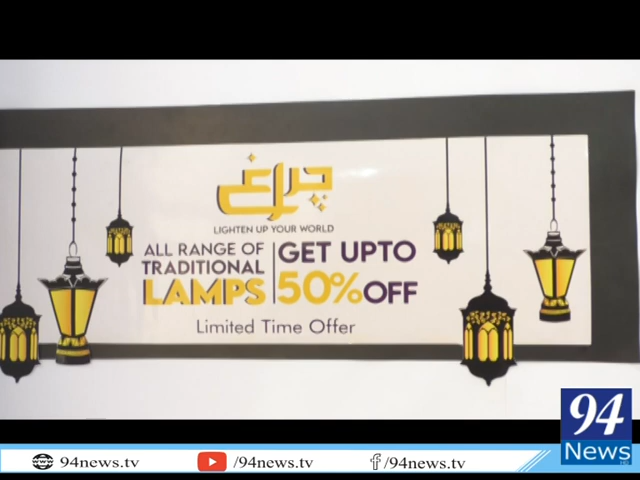 چراغ
LIGHTEN UP YOUR WORLD
ALL RANGE OF
TRADITIONAL
LAMPS
GET UPTO
50% OFF
Limited Time Offer
94
News
HD
94news.tv
/94news.tv
/94news.tv